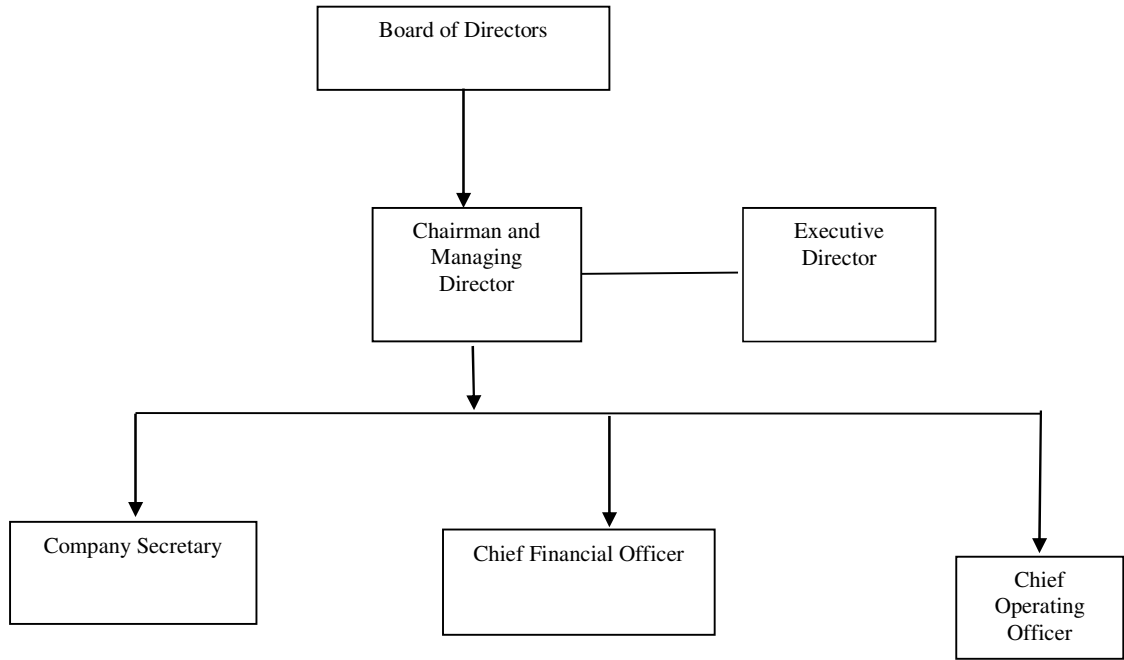 Board of Directors
Chairman and
Managing
Director
Executive
Director
Company Secretary
Chief Financial Officer
Chief
Operating
Officer